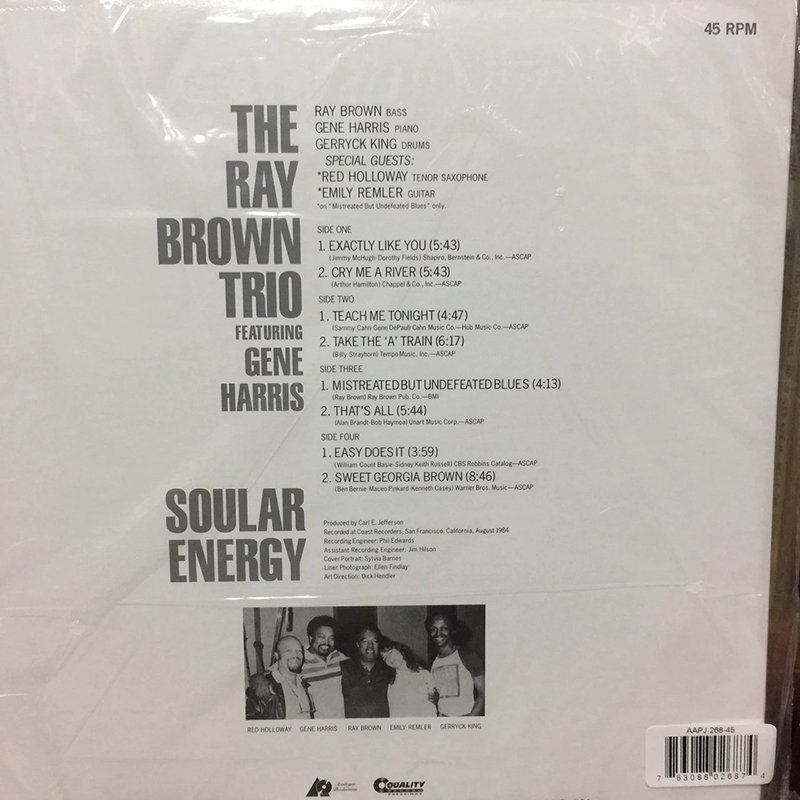 45 RPM
THE
RAY
BROWN
TRIO
FEATURING
GENE
HARRIS
RAY BROWN BASS
GENE HARRIS PIANO
GERRYCK KING DRUMS
SPECIAL GUESTS:
*RED HOLLOWAY TENOR SAXOPHONE
*EMILY REMLER GUITAR
*on "Mistreated But Undefeated Blues" only.
SIDE ONE
1. EXACTLY LIKE YOU (5:43)
(Jimmy McHugh-Dorothy Fields) Shapiro, Bernstein & Co., Inc.—ASCAP
2. CRY ME A RIVER (5:43)
(Arthur Hamilton) Chappel & Co., Inc.—ASCAP
SIDE TWO
1. TEACH ME TONIGHT (4:47)
(Sammy Cahn-Gene DePaul) Cahn Music Co.—Hub Music Co.—ASCAP
2. TAKE THE 'A' TRAIN (6:17)
(Billy Strayhorn) Tempo Music, Inc.—ASCAP
SIDE THREE
1. MISTREATED BUT UNDEFEATED BLUES (4:13)
(Ray Brown) Ray Brown Pub. Co.—BMI
2. THAT'S ALL (5:44)
(Alan Brandt-Bob Haymoa) Unart Music Corp.—ASCAP
SIDE FOUR
1. EASY DOES IT (3:59)
(William Count Basie-Sidney Keith Russell) CBS Robbins Catalog—ASCAP
2. SWEET GEORGIA BROWN (8:46)
(Ben Bernie-Maceo Pinkard-Kenneth Casey) Warner Bros. Music—ASCAP
SOULAR
ENERGY
Produced by Carl E. Jefferson
Recorded at Coast Recorders, San Francisco, California, August 1984
Recording Engineer: Phil Edwards
Assistant Recording Engineer: Jim Hilson
Cover Portrait: Sylvia Barnes
Liner Photograph: Ellen Findlay
Art Direction: Dick Hendler
RED HOLLOWAY GENE HARRIS RAY BROWN EMILY REMLER GERRYCK KING
QUALITY
RECORD
PRESSINGS
AAPJ 268-45
7 53088 02687 4